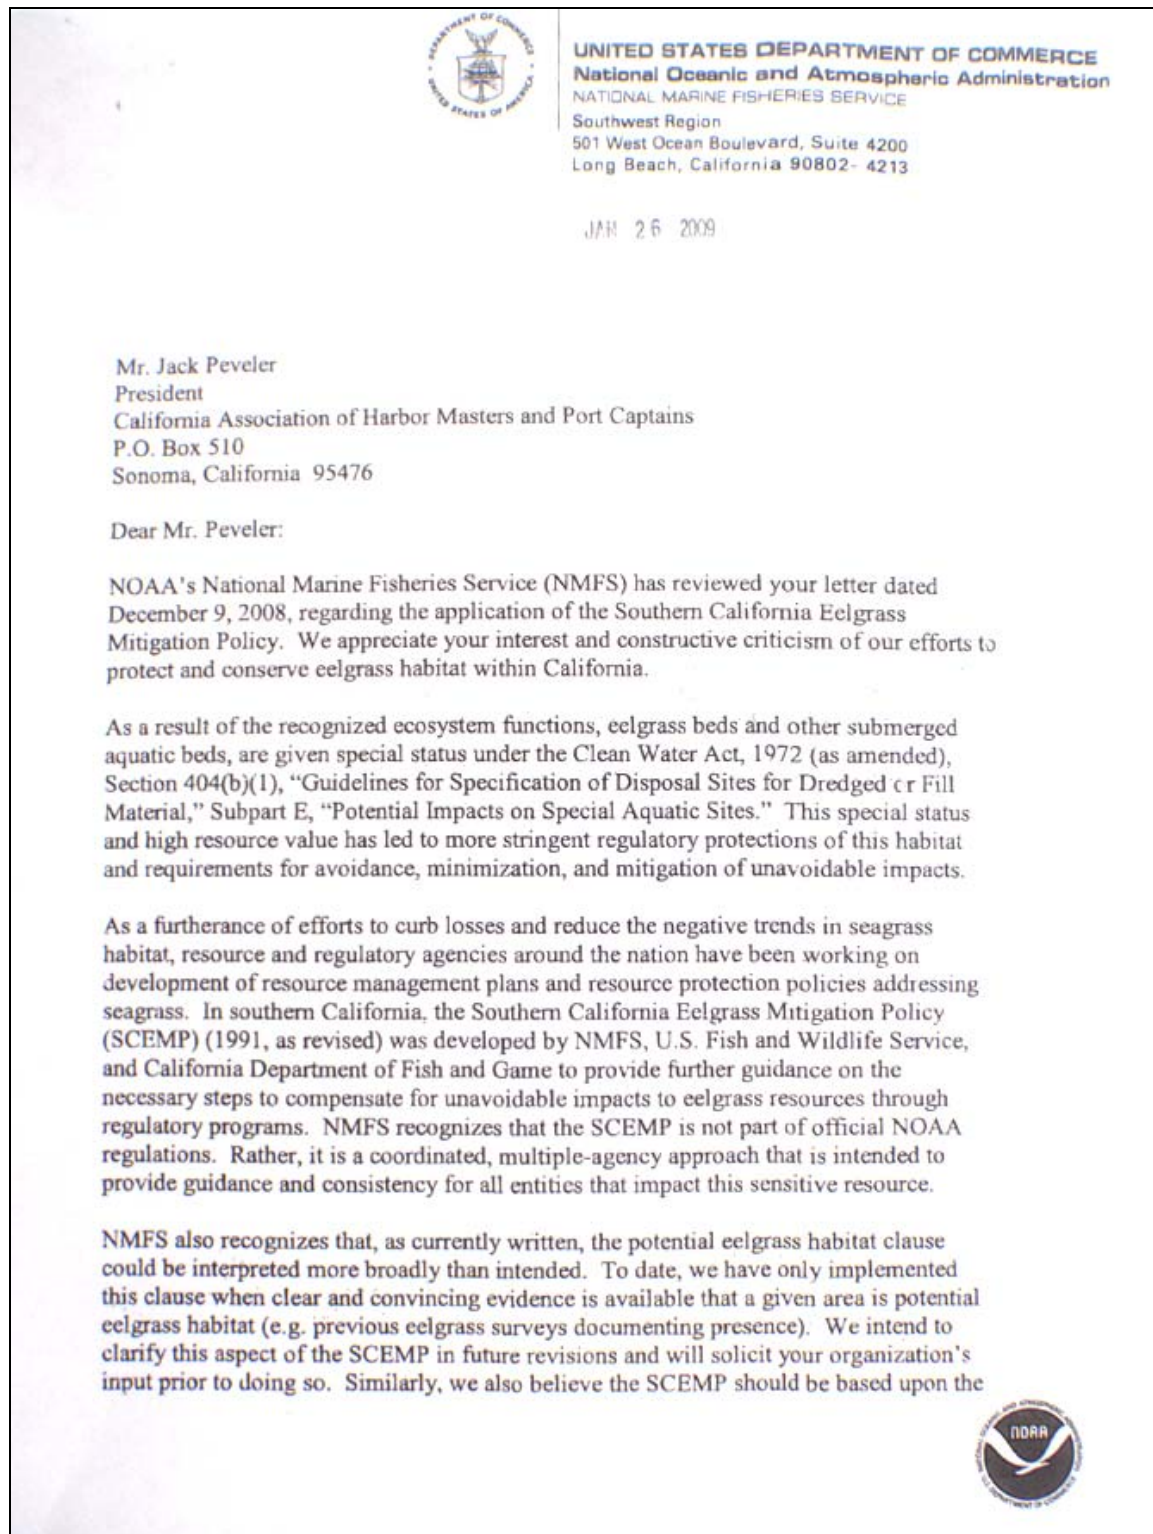 DEPARTMENT OF COMMERCE
UNITED STATES OF AMERICA
UNITED STATES DEPARTMENT OF COMMERCE
National Oceanic and Atmospheric Administration
NATIONAL MARINE FISHERIES SERVICE
Southwest Region
501 West Ocean Boulevard, Suite 4200
Long Beach, California 90802- 4213
JAN 26 2009
Mr. Jack Peveler
President
California Association of Harbor Masters and Port Captains
P.O. Box 510
Sonoma, California 95476
Dear Mr. Peveler:
NOAA's National Marine Fisheries Service (NMFS) has reviewed your letter dated
December 9, 2008, regarding the application of the Southern California Eelgrass
Mitigation Policy. We appreciate your interest and constructive criticism of our efforts to
protect and conserve eelgrass habitat within California.
As a result of the recognized ecosystem functions, eelgrass beds and other submerged
aquatic beds, are given special status under the Clean Water Act, 1972 (as amended),
Section 404(b)(1), "Guidelines for Specification of Disposal Sites for Dredged or Fill
Material," Subpart E, "Potential Impacts on Special Aquatic Sites." This special status
and high resource value has led to more stringent regulatory protections of this habitat
and requirements for avoidance, minimization, and mitigation of unavoidable impacts.
As a furtherance of efforts to curb losses and reduce the negative trends in seagrass
habitat, resource and regulatory agencies around the nation have been working on
development of resource management plans and resource protection policies addressing
seagrass. In southern California, the Southern California Eelgrass Mitigation Policy
(SCEMP) (1991, as revised) was developed by NMFS, U.S. Fish and Wildlife Service,
and California Department of Fish and Game to provide further guidance on the
necessary steps to compensate for unavoidable impacts to eelgrass resources through
regulatory programs. NMFS recognizes that the SCEMP is not part of official NOAA
regulations. Rather, it is a coordinated, multiple-agency approach that is intended to
provide guidance and consistency for all entities that impact this sensitive resource.
NMFS also recognizes that, as currently written, the potential eelgrass habitat clause
could be interpreted more broadly than intended. To date, we have only implemented
this clause when clear and convincing evidence is available that a given area is potential
eelgrass habitat (e.g. previous eelgrass surveys documenting presence). We intend to
clarify this aspect of the SCEMP in future revisions and will solicit your organization's
input prior to doing so. Similarly, we also believe the SCEMP should be based upon the
NATIONAL OCEANIC AND ATMOSPHERIC ADMINISTRATION
NOAA
U.S. DEPARTMENT OF COMMERCE